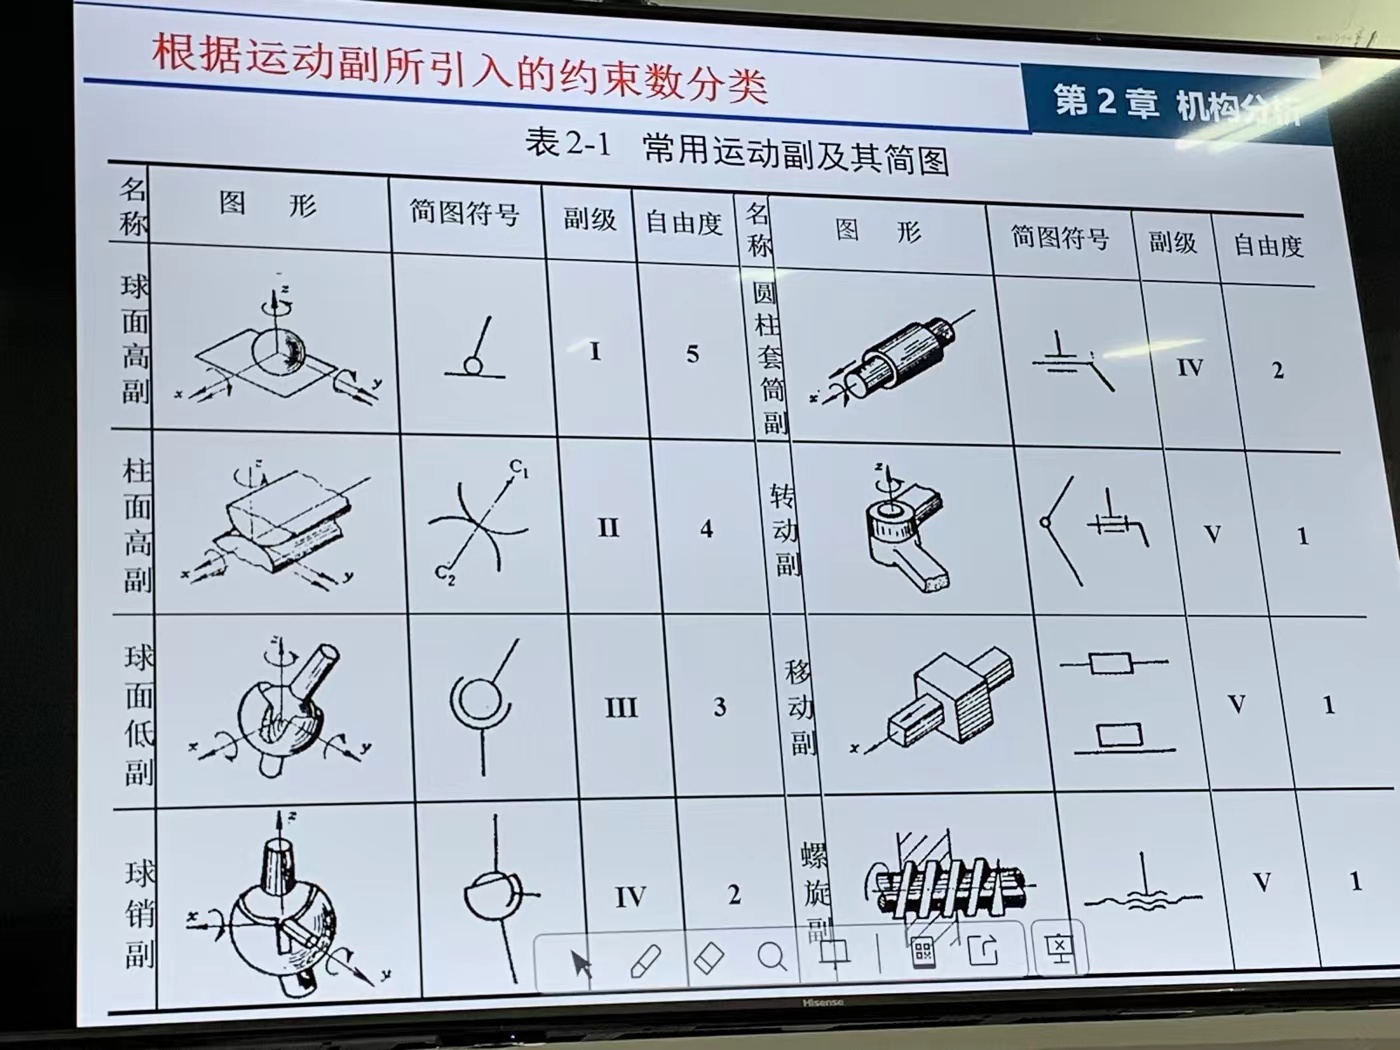 根据运动副所引入的约束数分类
第2章 机构分析
表2-1 常用运动副及其简图
名称 图 形 简图符号 副级 自由度 名称 图 形 简图符号 副级 自由度
球面高副 z x y I 5 圆柱套筒副 x IV 2
柱面高副 z x y C1 C2 II 4 转动副 z V 1
球面低副 z x y III 3 移动副 x V 1
球销副 z x y IV 2 螺旋副 V 1
Hisense